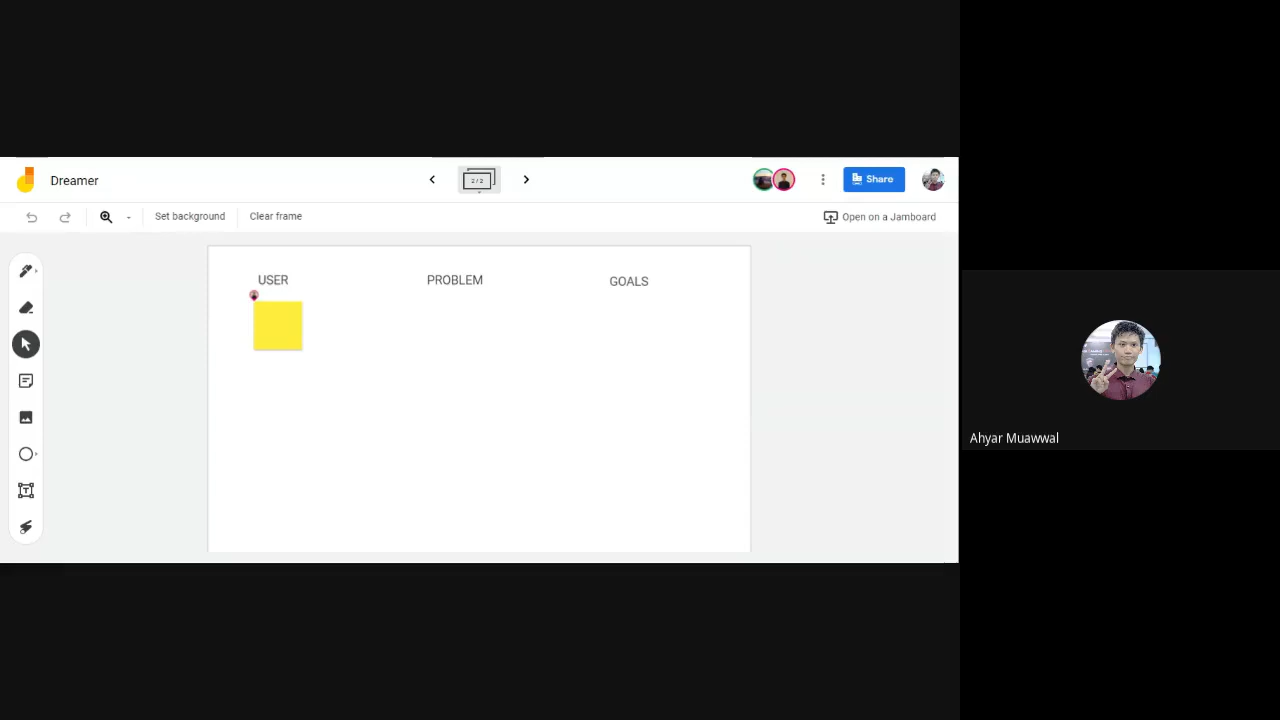 Dreamer
2 / 2
Share
Set background
Clear frame
Open on a Jamboard
USER
PROBLEM
GOALS
Ahyar Muawwal